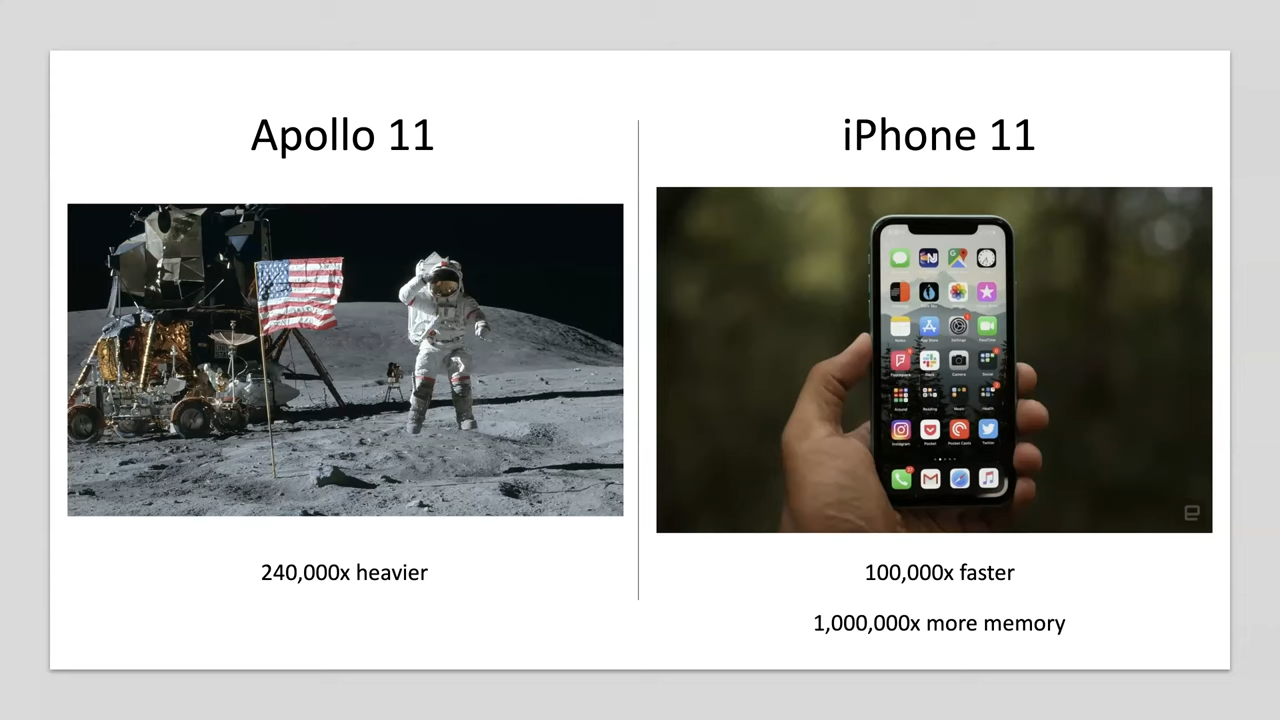 Apollo 11
iPhone 11
240,000x heavier
100,000x faster
1,000,000x more memory